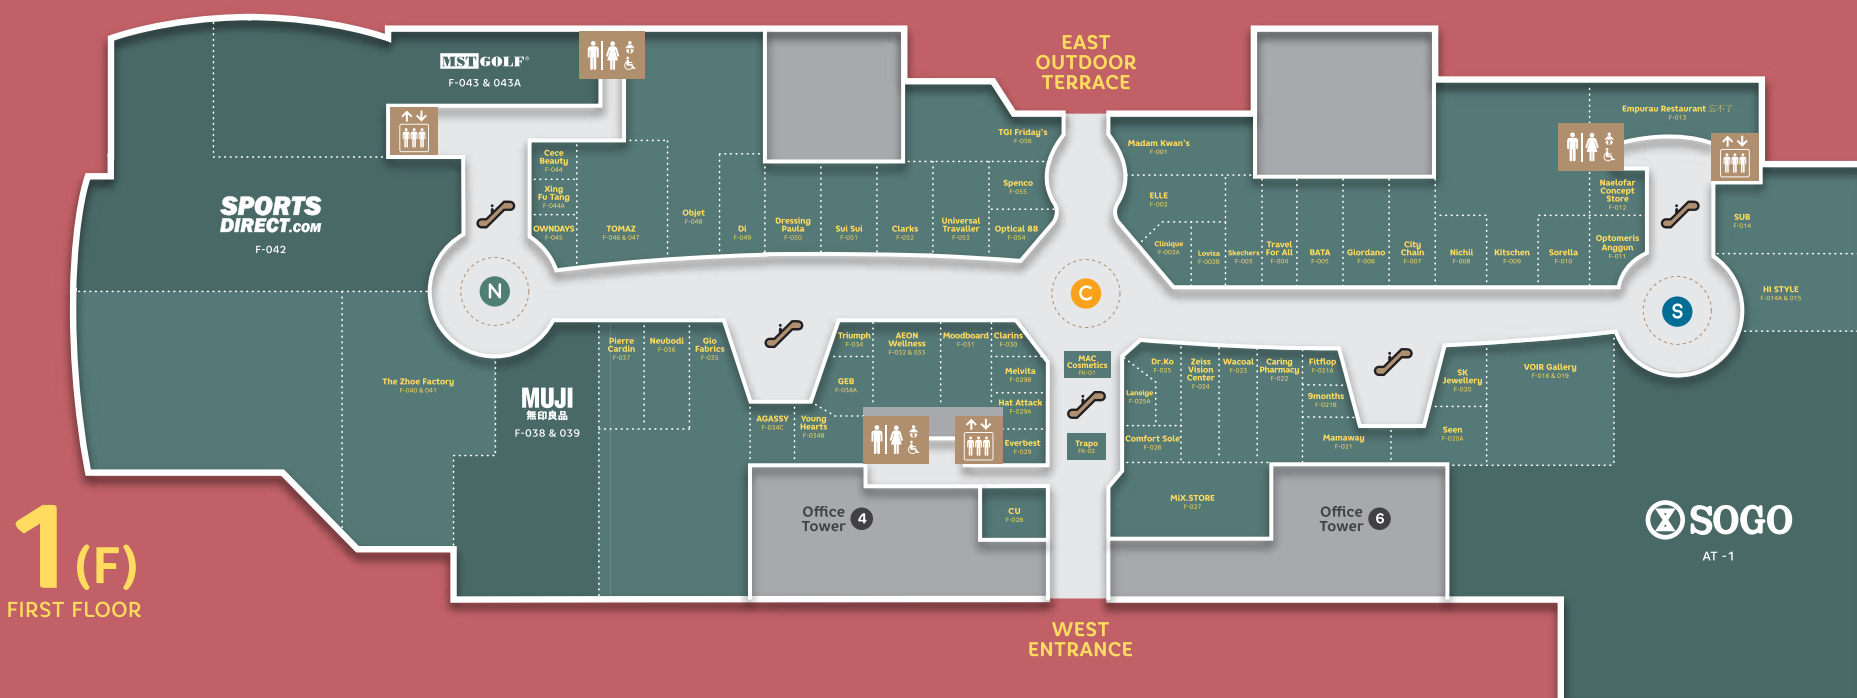 EAST
OUTDOOR
TERRACE
MST GOLF
F-043 & 043A
SPORTS
DIRECT.COM
F-042
Cece
Beauty
F-044
Xing
Fu Tang
F-044A
OWNDAYS
F-045
TOMAZ
F-046 & 047
Objet
F-048
Di
F-049
Dressing
Paula
F-050
Sui Sui
F-051
Clarks
F-052
Universal
Traveller
F-053
TGI Friday's
F-056
Spenco
F-055
Optical 88
F-054
Madam Kwan's
F-001
ELLE
F-002
Clinique
F-002A
Lovisa
F-002B
Skechers
F-003
Travel
For All
F-004
BATA
F-005
Giordano
F-006
City
Chain
F-007
Nichii
F-008
Kitschen
F-009
Sorella
F-010
Empurau Restaurant 忘不了
F-013
Naelofar
Concept
Store
F-012
Optomeris
Anggun
F-011
SUB
F-014
HI STYLE
F-014A & 015
N
C
S
The Zhoe Factory
F-040 & 041
MUJI
無印良品
F-038 & 039
Pierre
Cardin
F-037
Neubodi
F-036
Gio
Fabrics
F-035
Triumph
F-034
AEON
Wellness
F-032 & 033
Moodboard
F-031
Clarins
F-030
GEB
F-034A
Melvita
F-029B
Hat Attack
F-029A
Everbest
F-029
AGASSY
F-034C
Young
Hearts
F-034B
CU
F-028
Office
Tower 4
MAC
Cosmetics
FK-01
Trapo
FK-02
Dr.Ko
F-025
Laneige
F-025A
Comfort Sole
F-026
Zeiss
Vision
Center
F-024
Wacoal
F-023
Caring
Pharmacy
F-022
Fitflop
F-021A
9months
F-021B
Mamaway
F-021
SK
Jewellery
F-020
Seen
F-020A
VOIR Gallery
F-018 & 019
MiX.STORE
F-027
Office
Tower 6
SOGO
AT -1
1 (F)
FIRST FLOOR
WEST
ENTRANCE